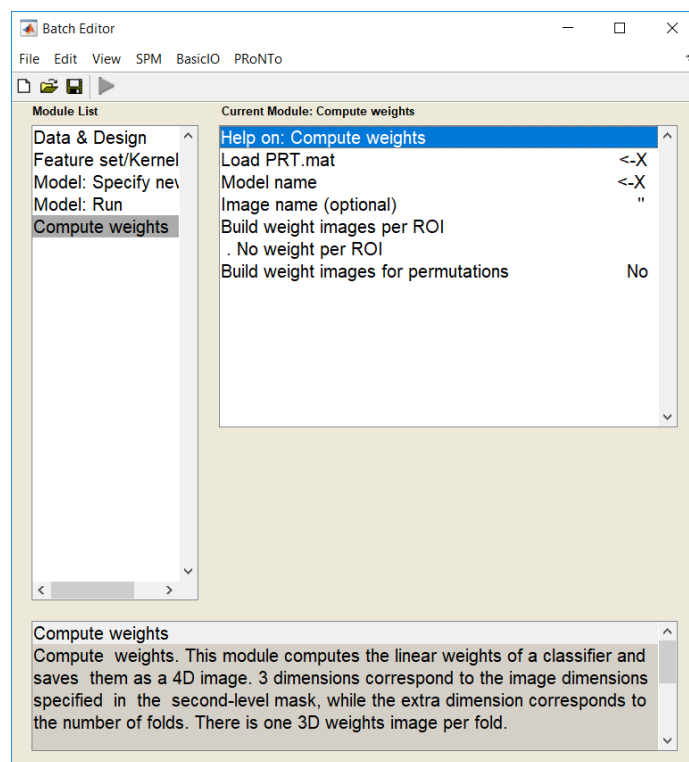 Batch Editor
File Edit View SPM BasicIO PRoNTo
Module List
Current Module: Compute weights
Data & Design
Feature set/Kernel
Model: Specify new
Model: Run
Compute weights
Help on: Compute weights
Load PRT.mat <-X
Model name <-X
Image name (optional) ''
Build weight images per ROI
. No weight per ROI
Build weight images for permutations No
Compute weights
Compute weights. This module computes the linear weights of a classifier and
saves them as a 4D image. 3 dimensions correspond to the image dimensions
specified in the second-level mask, while the extra dimension corresponds to
the number of folds. There is one 3D weights image per fold.